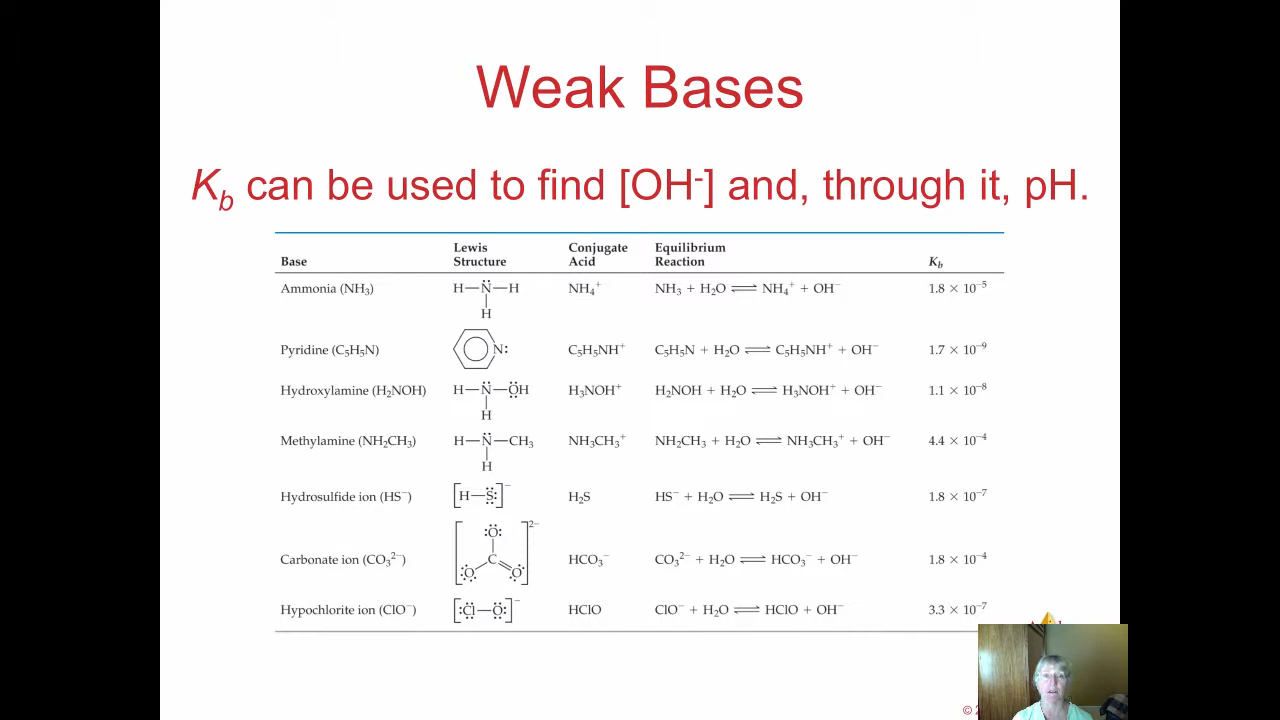 Weak Bases
K_b can be used to find [OH⁻] and, through it, pH.
Base Lewis Structure Conjugate Acid Equilibrium Reaction K_b
Ammonia (NH₃) H—N—H H NH₄⁺ NH₃ + H₂O ⇌ NH₄⁺ + OH⁻ 1.8 × 10⁻⁵
Pyridine (C₅H₅N) N: C₅H₅NH⁺ C₅H₅N + H₂O ⇌ C₅H₅NH⁺ + OH⁻ 1.7 × 10⁻⁹
Hydroxylamine (H₂NOH) H—N—OH H H₃NOH⁺ H₂NOH + H₂O ⇌ H₃NOH⁺ + OH⁻ 1.1 × 10⁻⁸
Methylamine (NH₂CH₃) H—N—CH₃ H NH₃CH₃⁺ NH₂CH₃ + H₂O ⇌ NH₃CH₃⁺ + OH⁻ 4.4 × 10⁻⁴
Hydrosulfide ion (HS⁻) [H—S:]⁻ H₂S HS⁻ + H₂O ⇌ H₂S + OH⁻ 1.8 × 10⁻⁷
Carbonate ion (CO₃²⁻) [O C O O]²⁻ HCO₃⁻ CO₃²⁻ + H₂O ⇌ HCO₃⁻ + OH⁻ 1.8 × 10⁻⁴
Hypochlorite ion (ClO⁻) [:Cl—O:]⁻ HClO ClO⁻ + H₂O ⇌ HClO + OH⁻ 3.3 × 10⁻⁷
©